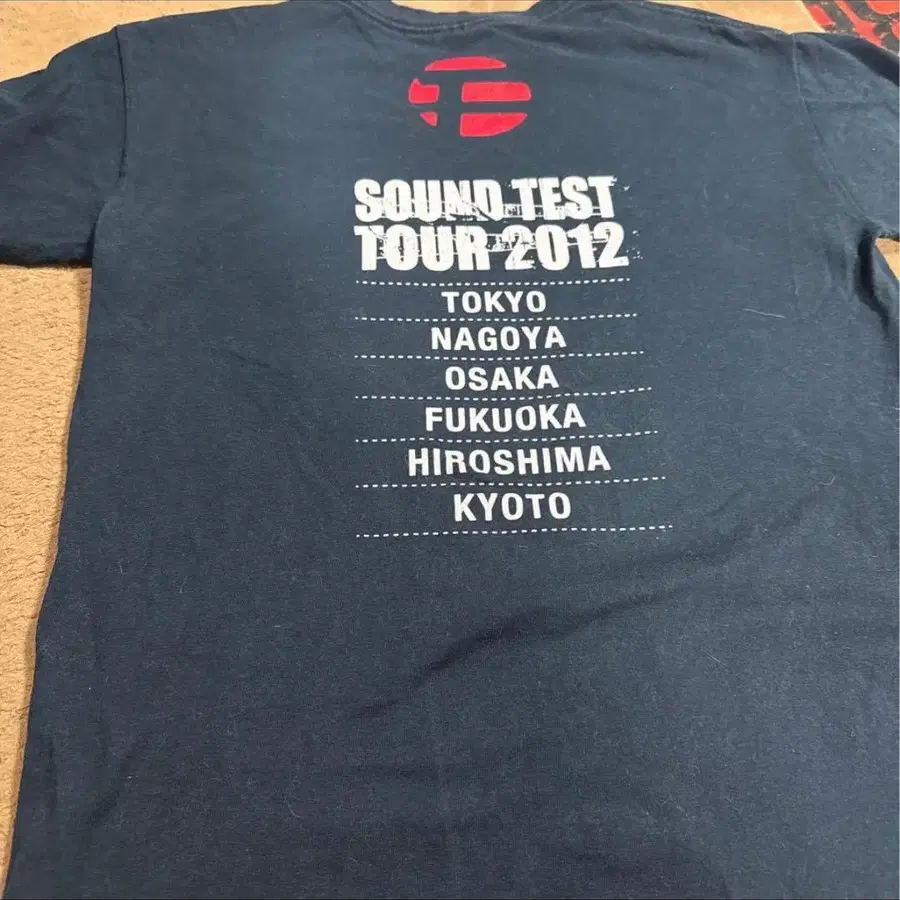 SOUND TEST
TOUR 2012
TOKYO
NAGOYA
OSAKA
FUKUOKA
HIROSHIMA
KYOTO